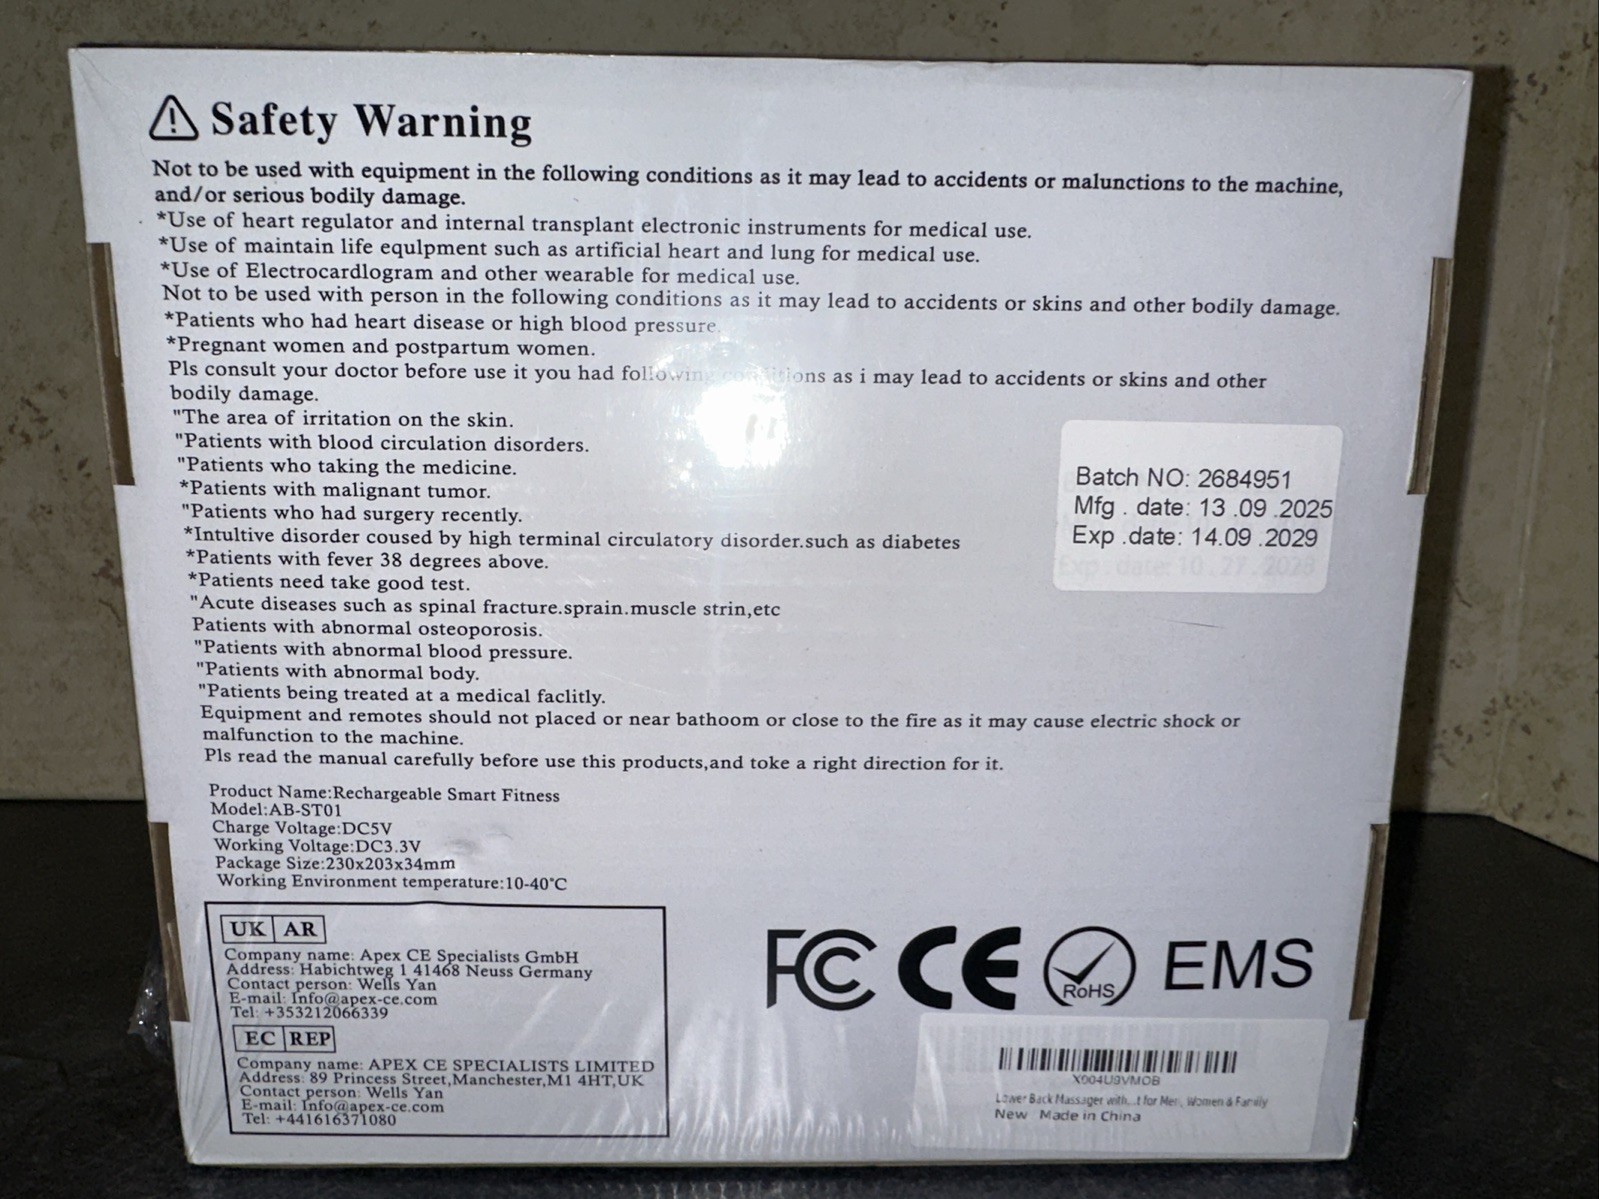 Safety Warning
Not to be used with equipment in the following conditions as it may lead to accidents or malunctions to the machine,
and/or serious bodily damage.
*Use of heart regulator and internal transplant electronic instruments for medical use.
*Use of maintain life equlpment such as artificial heart and lung for medical use.
*Use of Electrocardlogram and other wearable for medical use.
Not to be used with person in the following conditions as it may lead to accidents or skins and other bodily damage.
*Patients who had heart disease or high blood pressure.
*Pregnant women and postpartum women.
Pls consult your doctor before use it you had following conditions as i may lead to accidents or skins and other
bodily damage.
"The area of irritation on the skin.
"Patients with blood circulation disorders.
"Patients who taking the medicine.
*Patients with malignant tumor.
"Patients who had surgery recently.
*Intultive disorder coused by high terminal circulatory disorder.such as diabetes
*Patients with fever 38 degrees above.
*Patients need take good test.
"Acute diseases such as spinal fracture.sprain.muscle strin,etc
Patients with abnormal osteoporosis.
"Patients with abnormal blood pressure.
"Patients with abnormal body.
"Patients being treated at a medical faclitly.
Equipment and remotes should not placed or near bathoom or close to the fire as it may cause electric shock or
malfunction to the machine.
Pls read the manual carefully before use this products,and toke a right direction for it.
Batch NO: 2684951
Mfg . date: 13 .09 .2025
Exp .date: 14.09 .2029
Exp . date: 10 . 27 . 2028
Product Name:Rechargeable Smart Fitness
Model:AB-ST01
Charge Voltage:DC5V
Working Voltage:DC3.3V
Package Size:230x203x34mm
Working Environment temperature:10-40°C
UK AR
Company name: Apex CE Specialists GmbH
Address: Habichtweg 1 41468 Neuss Germany
Contact person: Wells Yan
E-mail: Info@apex-ce.com
Tel: +353212066339
EC REP
Company name: APEX CE SPECIALISTS LIMITED
Address: 89 Princess Street,Manchester,M1 4HT,UK
Contact person: Wells Yan
E-mail: Info@apex-ce.com
Tel: +441616371080
FC CE RoHS EMS
X004U9VMOB
Lower Back Massager with...t for Men, Women & Family
New Made in China